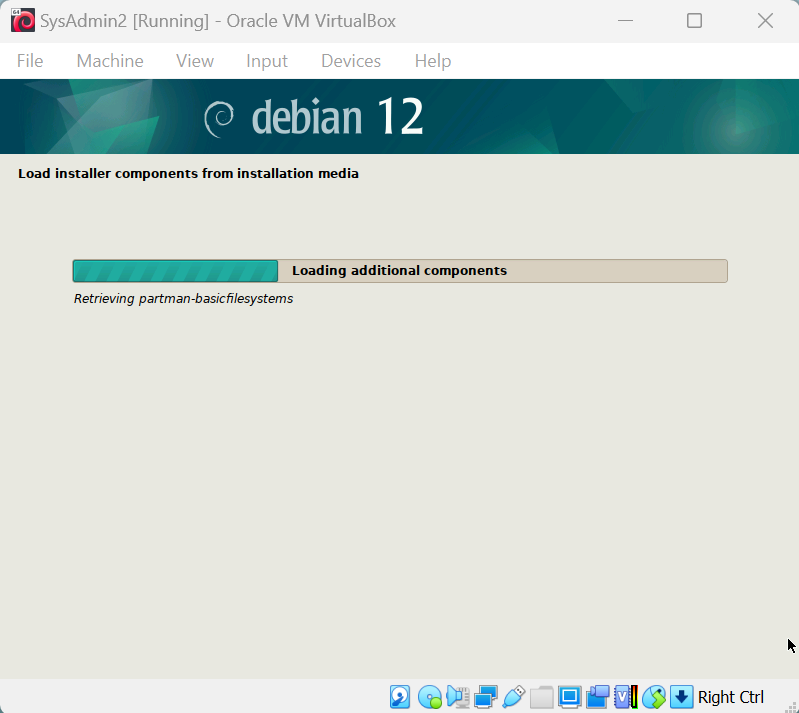 SysAdmin2 [Running] - Oracle VM VirtualBox
File Machine View Input Devices Help
debian 12
Load installer components from installation media
Loading additional components
Retrieving partman-basicfilesystems
Right Ctrl